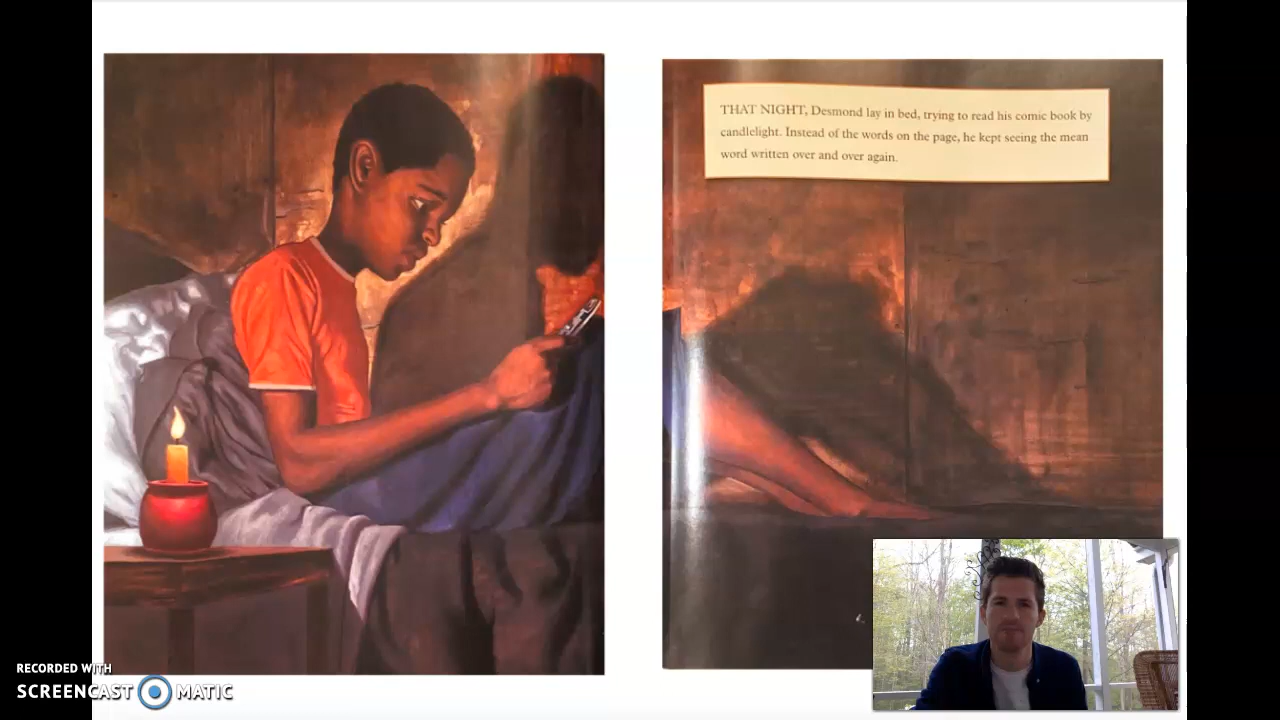 THAT NIGHT, Desmond lay in bed, trying to read his comic book by
candlelight. Instead of the words on the page, he kept seeing the mean
word written over and over again.
RECORDED WITH
SCREENCAST MATIC